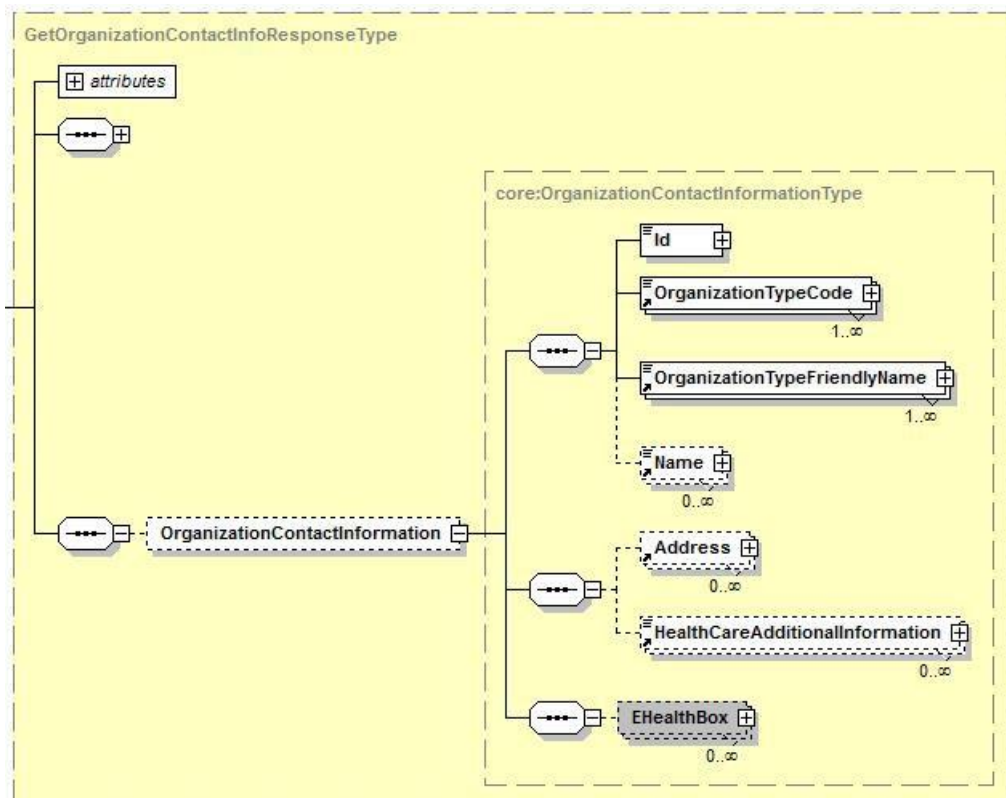 GetOrganizationContactInfoResponseType
attributes
core:OrganizationContactInformationType
Id
OrganizationTypeCode
1..∞
OrganizationTypeFriendlyName
1..∞
Name
0..∞
OrganizationContactInformation
Address
0..∞
HealthCareAdditionalInformation
0..∞
EHealthBox
0..∞